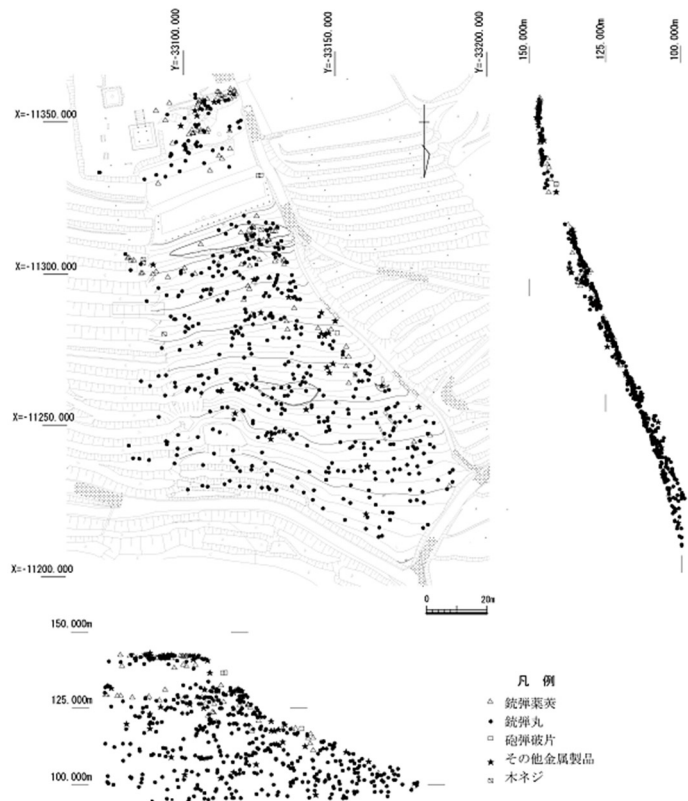 Y=-33100.000
Y=-33150.000
Y=-33200.000
150.000m
125.000m
100.000m
X=-11350.000
X=-11300.000
X=-11250.000
X=-11200.000
0 20m
150.000m
125.000m
100.000m
凡 例
銃弾薬莢
銃弾丸
砲弾破片
その他金属製品
木ネジ